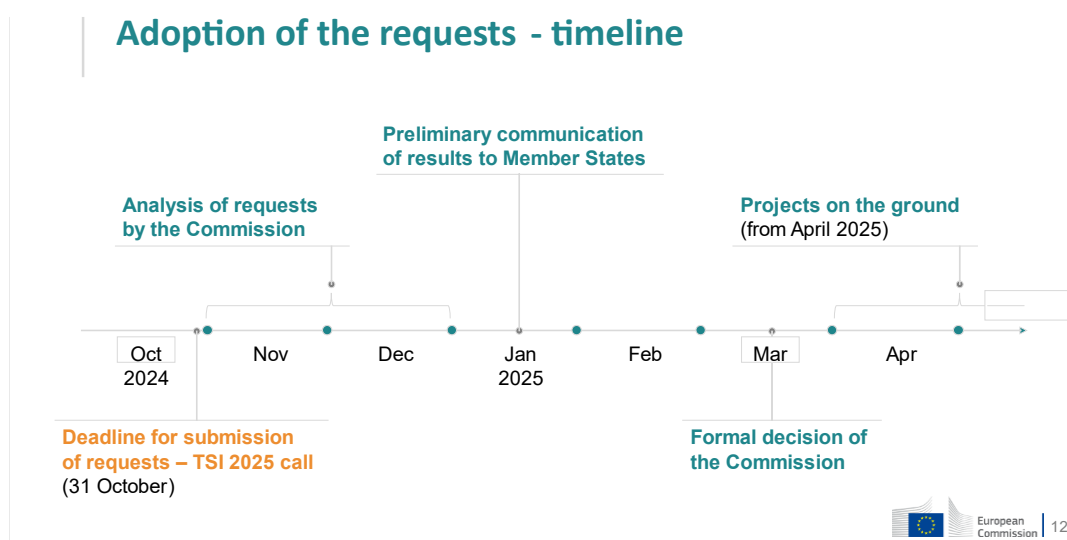 Adoption of the requests - timeline
Preliminary communication
of results to Member States
Analysis of requests
by the Commission
Projects on the ground
(from April 2025)
Oct
2024
Nov
Dec
Jan
2025
Feb
Mar
Apr
Deadline for submission
of requests – TSI 2025 call
(31 October)
Formal decision of
the Commission
European
Commission
12